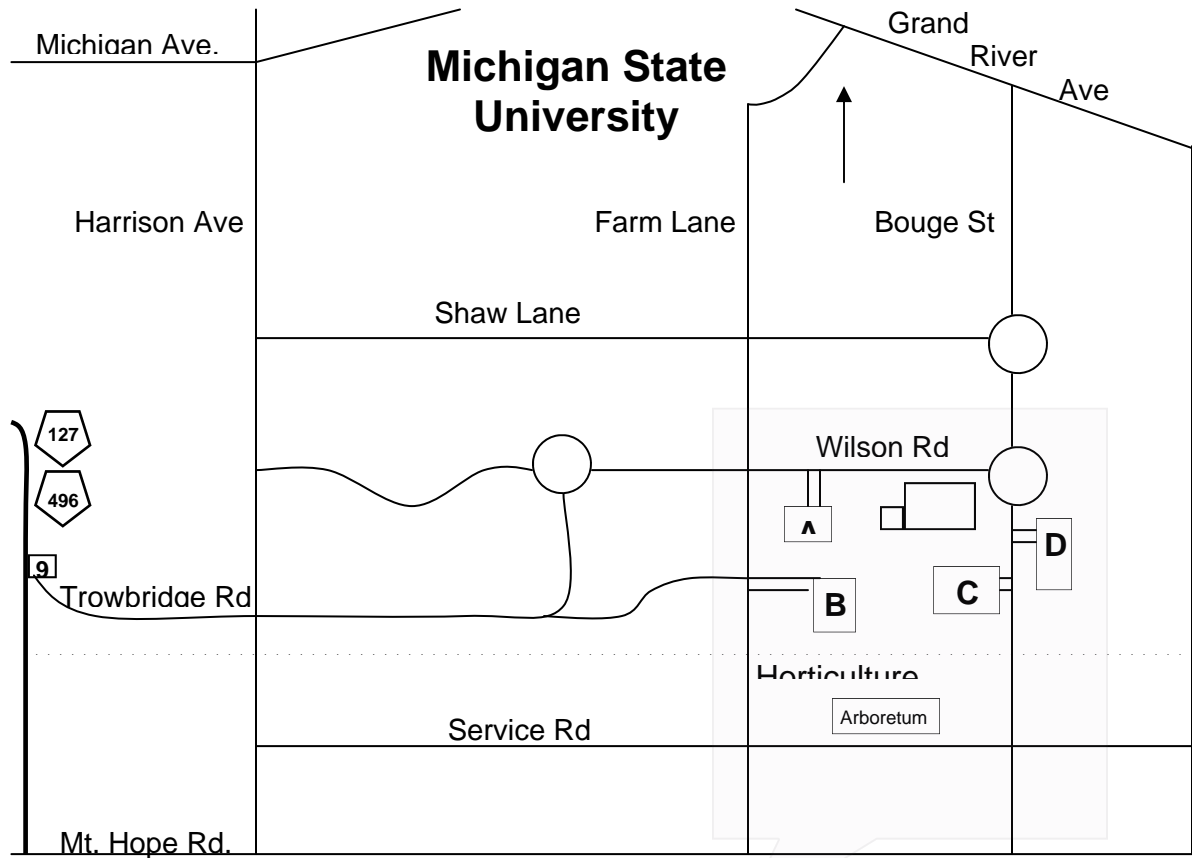 Grand
River
Ave
Michigan Ave.
Michigan State
University
Harrison Ave
Farm Lane
Bouge St
Shaw Lane
127
Wilson Rd
496
A
D
9
Trowbridge Rd
B
C
Horticulture
Arboretum
Service Rd
Mt. Hope Rd.